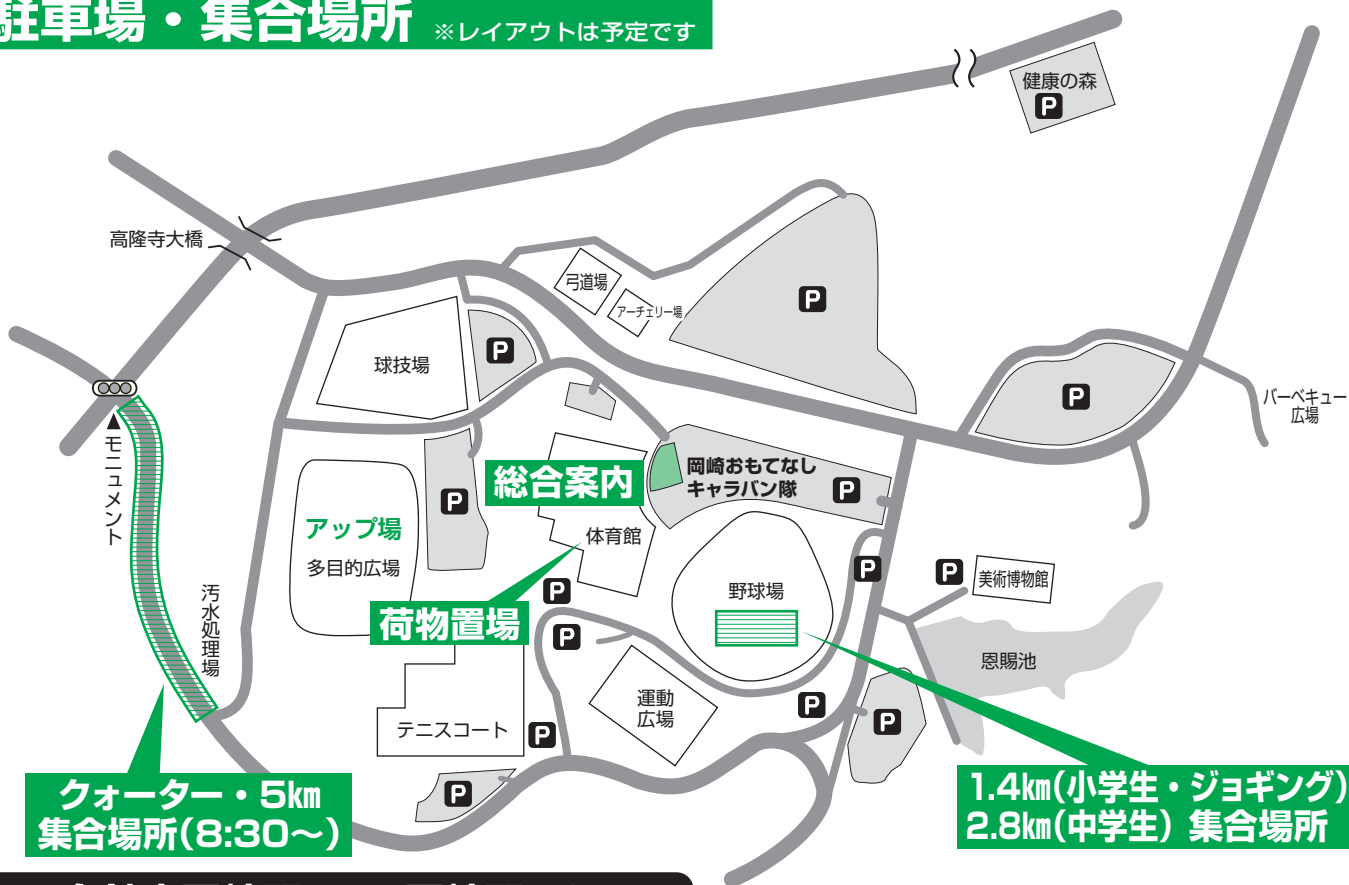 駐車場・集合場所 ※レイアウトは予定です
健康の森
P
高隆寺大橋
弓道場
アーチェリー場
P
球技場
P
P
バーベキュー
広場
モニュメント
総合案内
岡崎おもてなし
キャラバン隊
P
P
アップ場
多目的広場
体育館
野球場
P
P
美術博物館
汚水処理場
荷物置場
P
P
恩賜池
運動
広場
P
P
テニスコート
P
P
クォーター・5㎞
集合場所(8:30~)
1.4㎞(小学生・ジョギング)
2.8㎞(中学生) 集合場所